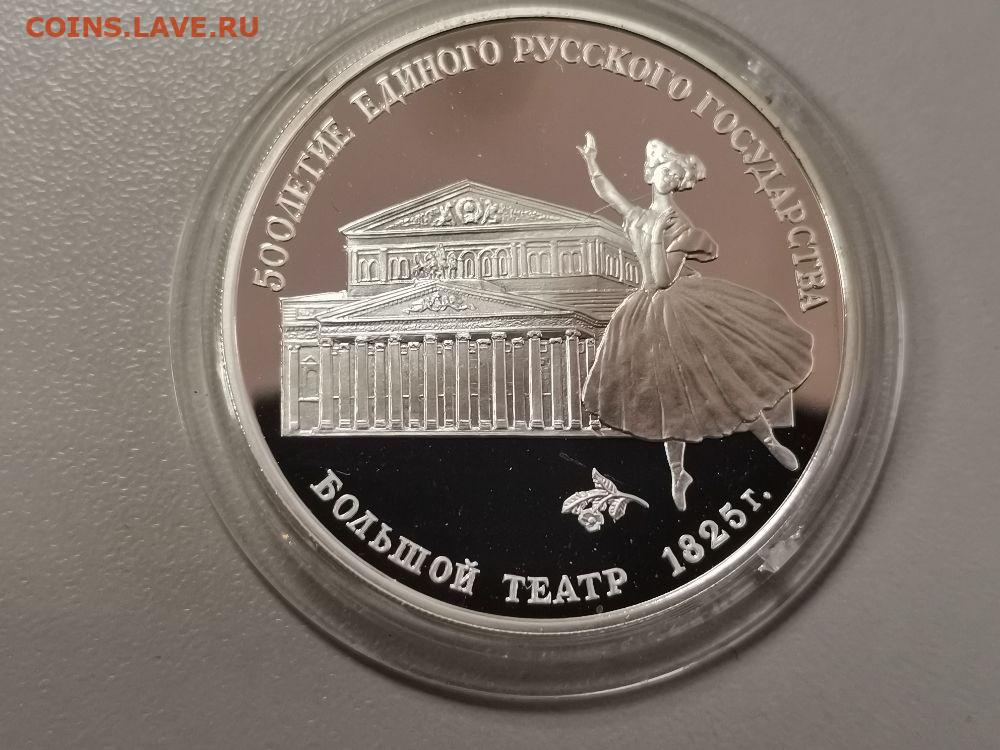 COINS.LAVE.RU
500ЛЕТИЕ ЕДИНОГО РУССКОГО ГОСУДАРСТВА
БОЛЬШОЙ ТЕАТР 1825г.